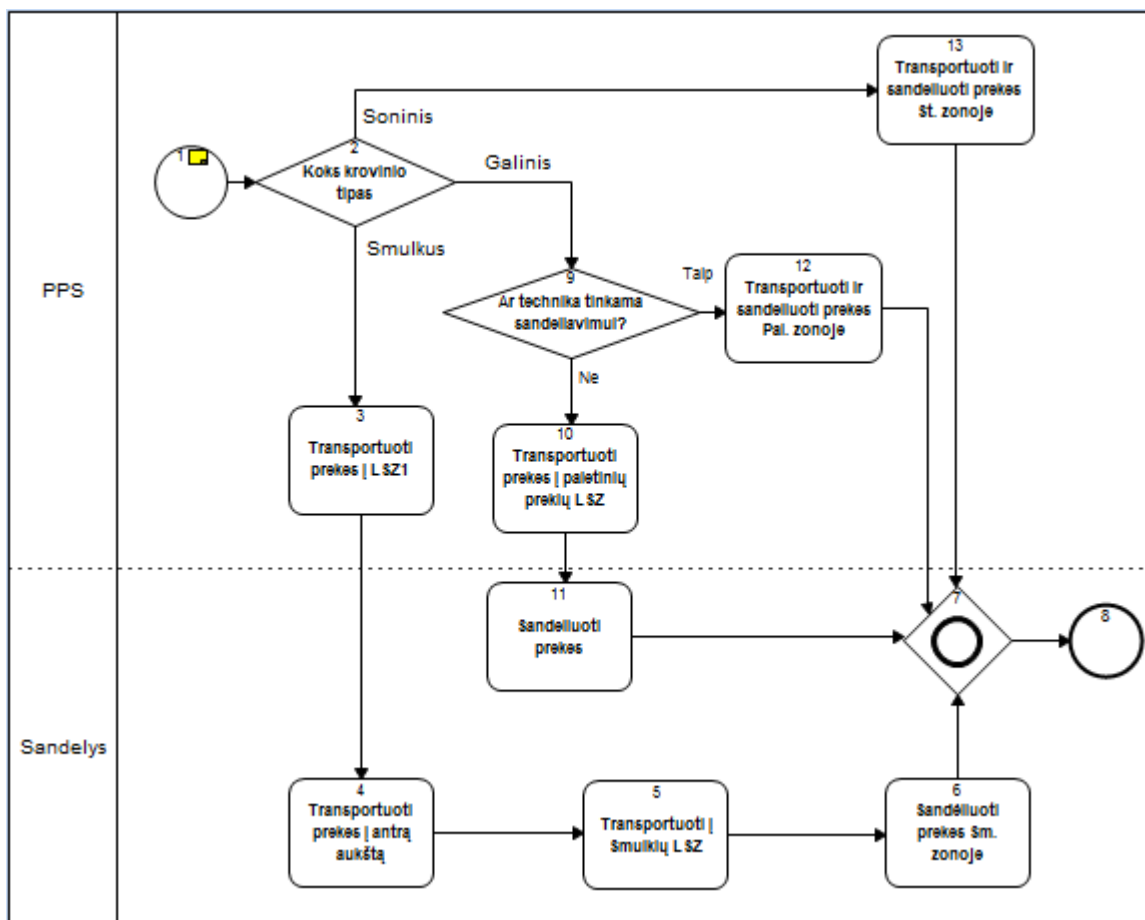 PPS
Sandelys
1
2
Koks krovinio
tipas
Soninis
Galinis
Smulkus
13
Transportuoti ir
sandeliuoti prekes
St. zonoje
9
Ar technika tinkama
sandeliavimui?
Taip
Ne
12
Transportuoti ir
sandeliuoti prekes
Pal. zonoje
3
Transportuoti
prekes į LSZ1
10
Transportuoti
prekes į paletinių
prekių LSZ
11
Sandeliuoti
prekes
7
8
4
Transportuoti
prekes į antrą
aukštą
5
Transportuoti į
Smulkių LSZ
6
Sandėliuoti
prekes Sm.
zonoje